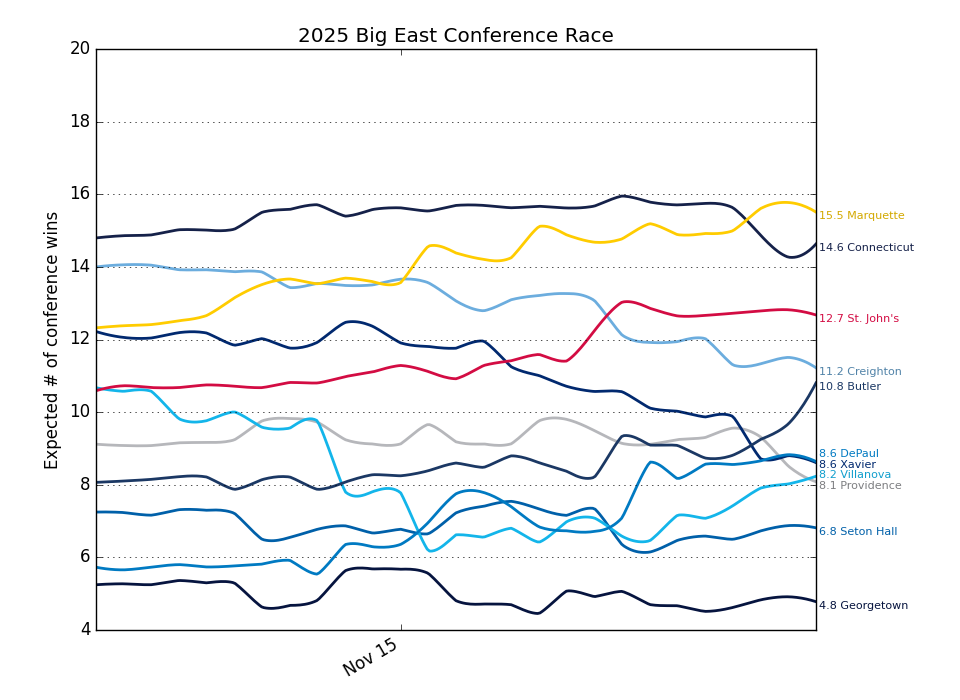 2025 Big East Conference Race
Expected # of conference wins
20
18
16
14
12
10
8
6
4
Nov 15
15.5 Marquette
14.6 Connecticut
12.7 St. John's
11.2 Creighton
10.8 Butler
8.6 DePaul
8.6 Xavier
8.2 Villanova
8.1 Providence
6.8 Seton Hall
4.8 Georgetown